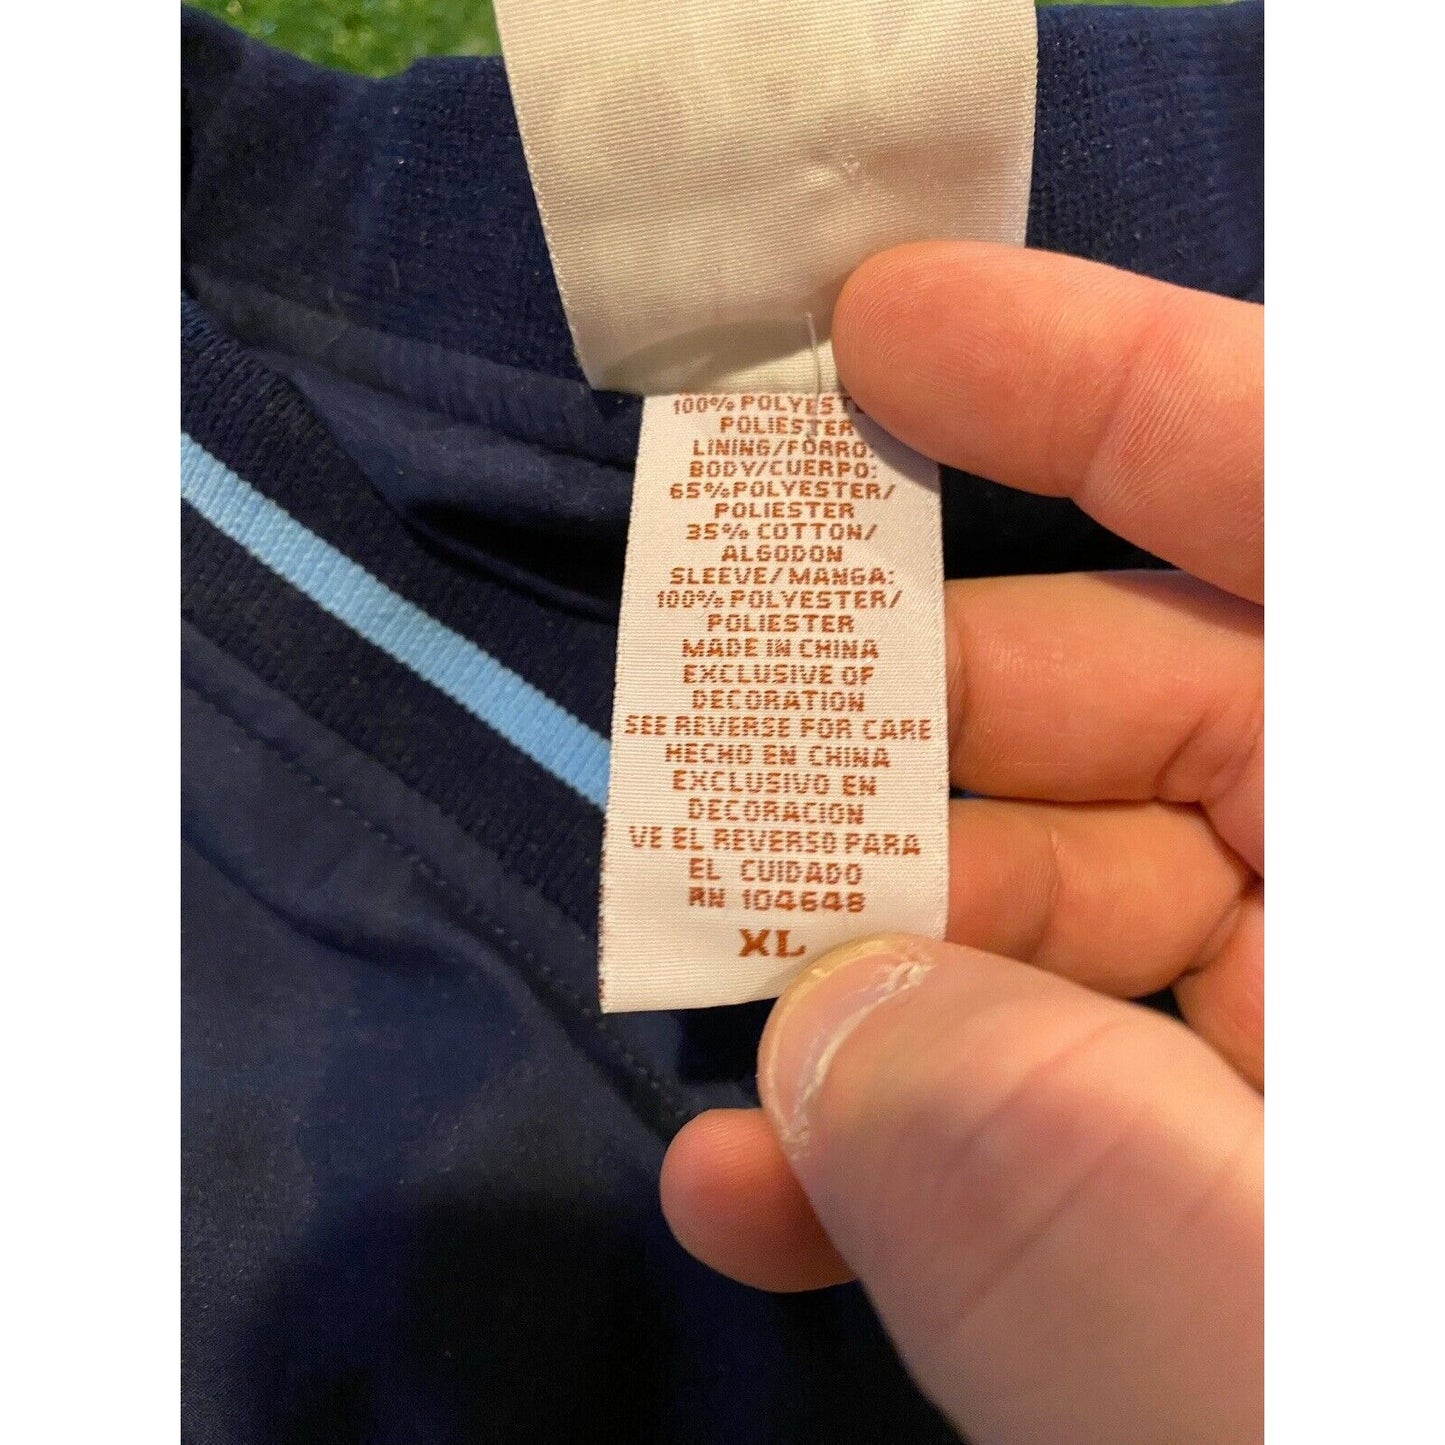 100% POLYESTER
POLIESTER
LINING/FORRO:
BODY/CUERPO:
65% POLYESTER/
POLIESTER
35% COTTON/
ALGODON
SLEEVE/MANGA:
100% POLYESTER/
POLIESTER
MADE IN CHINA
EXCLUSIVE OF
DECORATION
SEE REVERSE FOR CARE
HECHO EN CHINA
EXCLUSIVO EN
DECORACION
VE EL REVERSO PARA
EL CUIDADO
RN 104648
XL